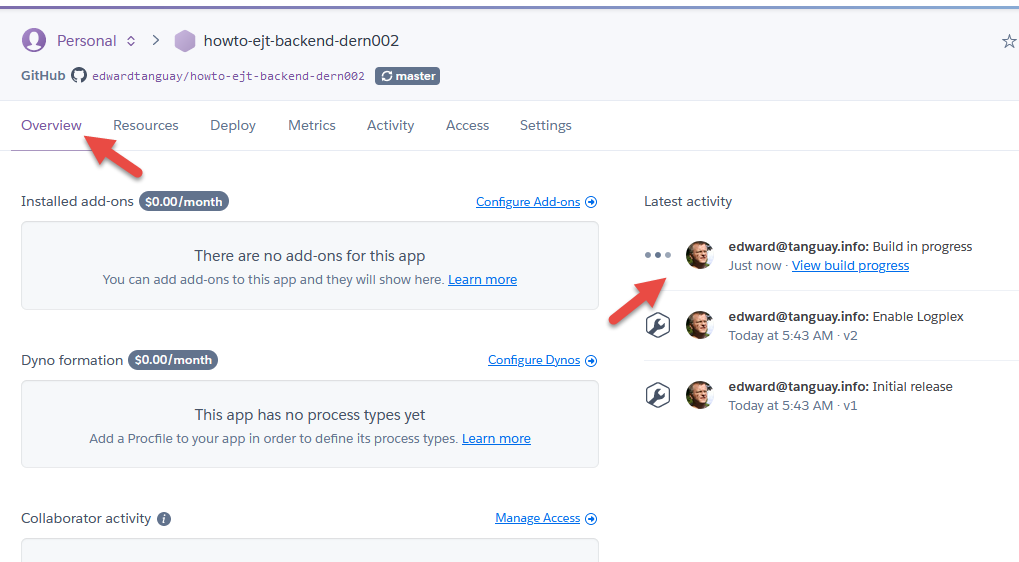 Personal > howto-ejt-backend-dern002
GitHub edwardtanguay/howto-ejt-backend-dern002 master
Overview Resources Deploy Metrics Activity Access Settings
Installed add-ons $0.00/month Configure Add-ons
There are no add-ons for this app
You can add add-ons to this app and they will show here. Learn more
Dyno formation $0.00/month Configure Dynos
This app has no process types yet
Add a Procfile to your app in order to define its process types. Learn more
Collaborator activity i Manage Access
Latest activity
edward@tanguay.info: Build in progress
Just now · View build progress
edward@tanguay.info: Enable Logplex
Today at 5:43 AM · v2
edward@tanguay.info: Initial release
Today at 5:43 AM · v1